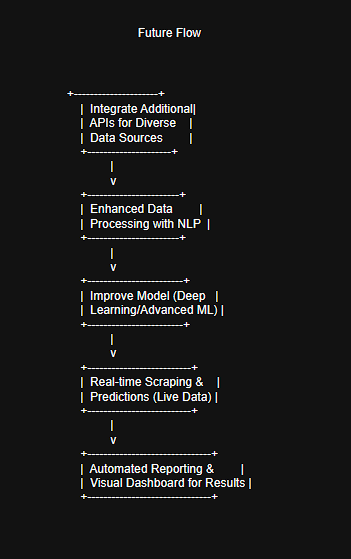 Future Flow
+---------------------+
| Integrate Additional|
| APIs for Diverse |
| Data Sources |
+---------------------+
|
v
+-----------------------+
| Enhanced Data |
| Processing with NLP |
+-----------------------+
|
v
+------------------------+
| Improve Model (Deep |
| Learning/Advanced ML) |
+------------------------+
|
v
+--------------------------+
| Real-time Scraping & |
| Predictions (Live Data) |
+--------------------------+
|
v
+-------------------------------+
| Automated Reporting & |
| Visual Dashboard for Results |
+-------------------------------+